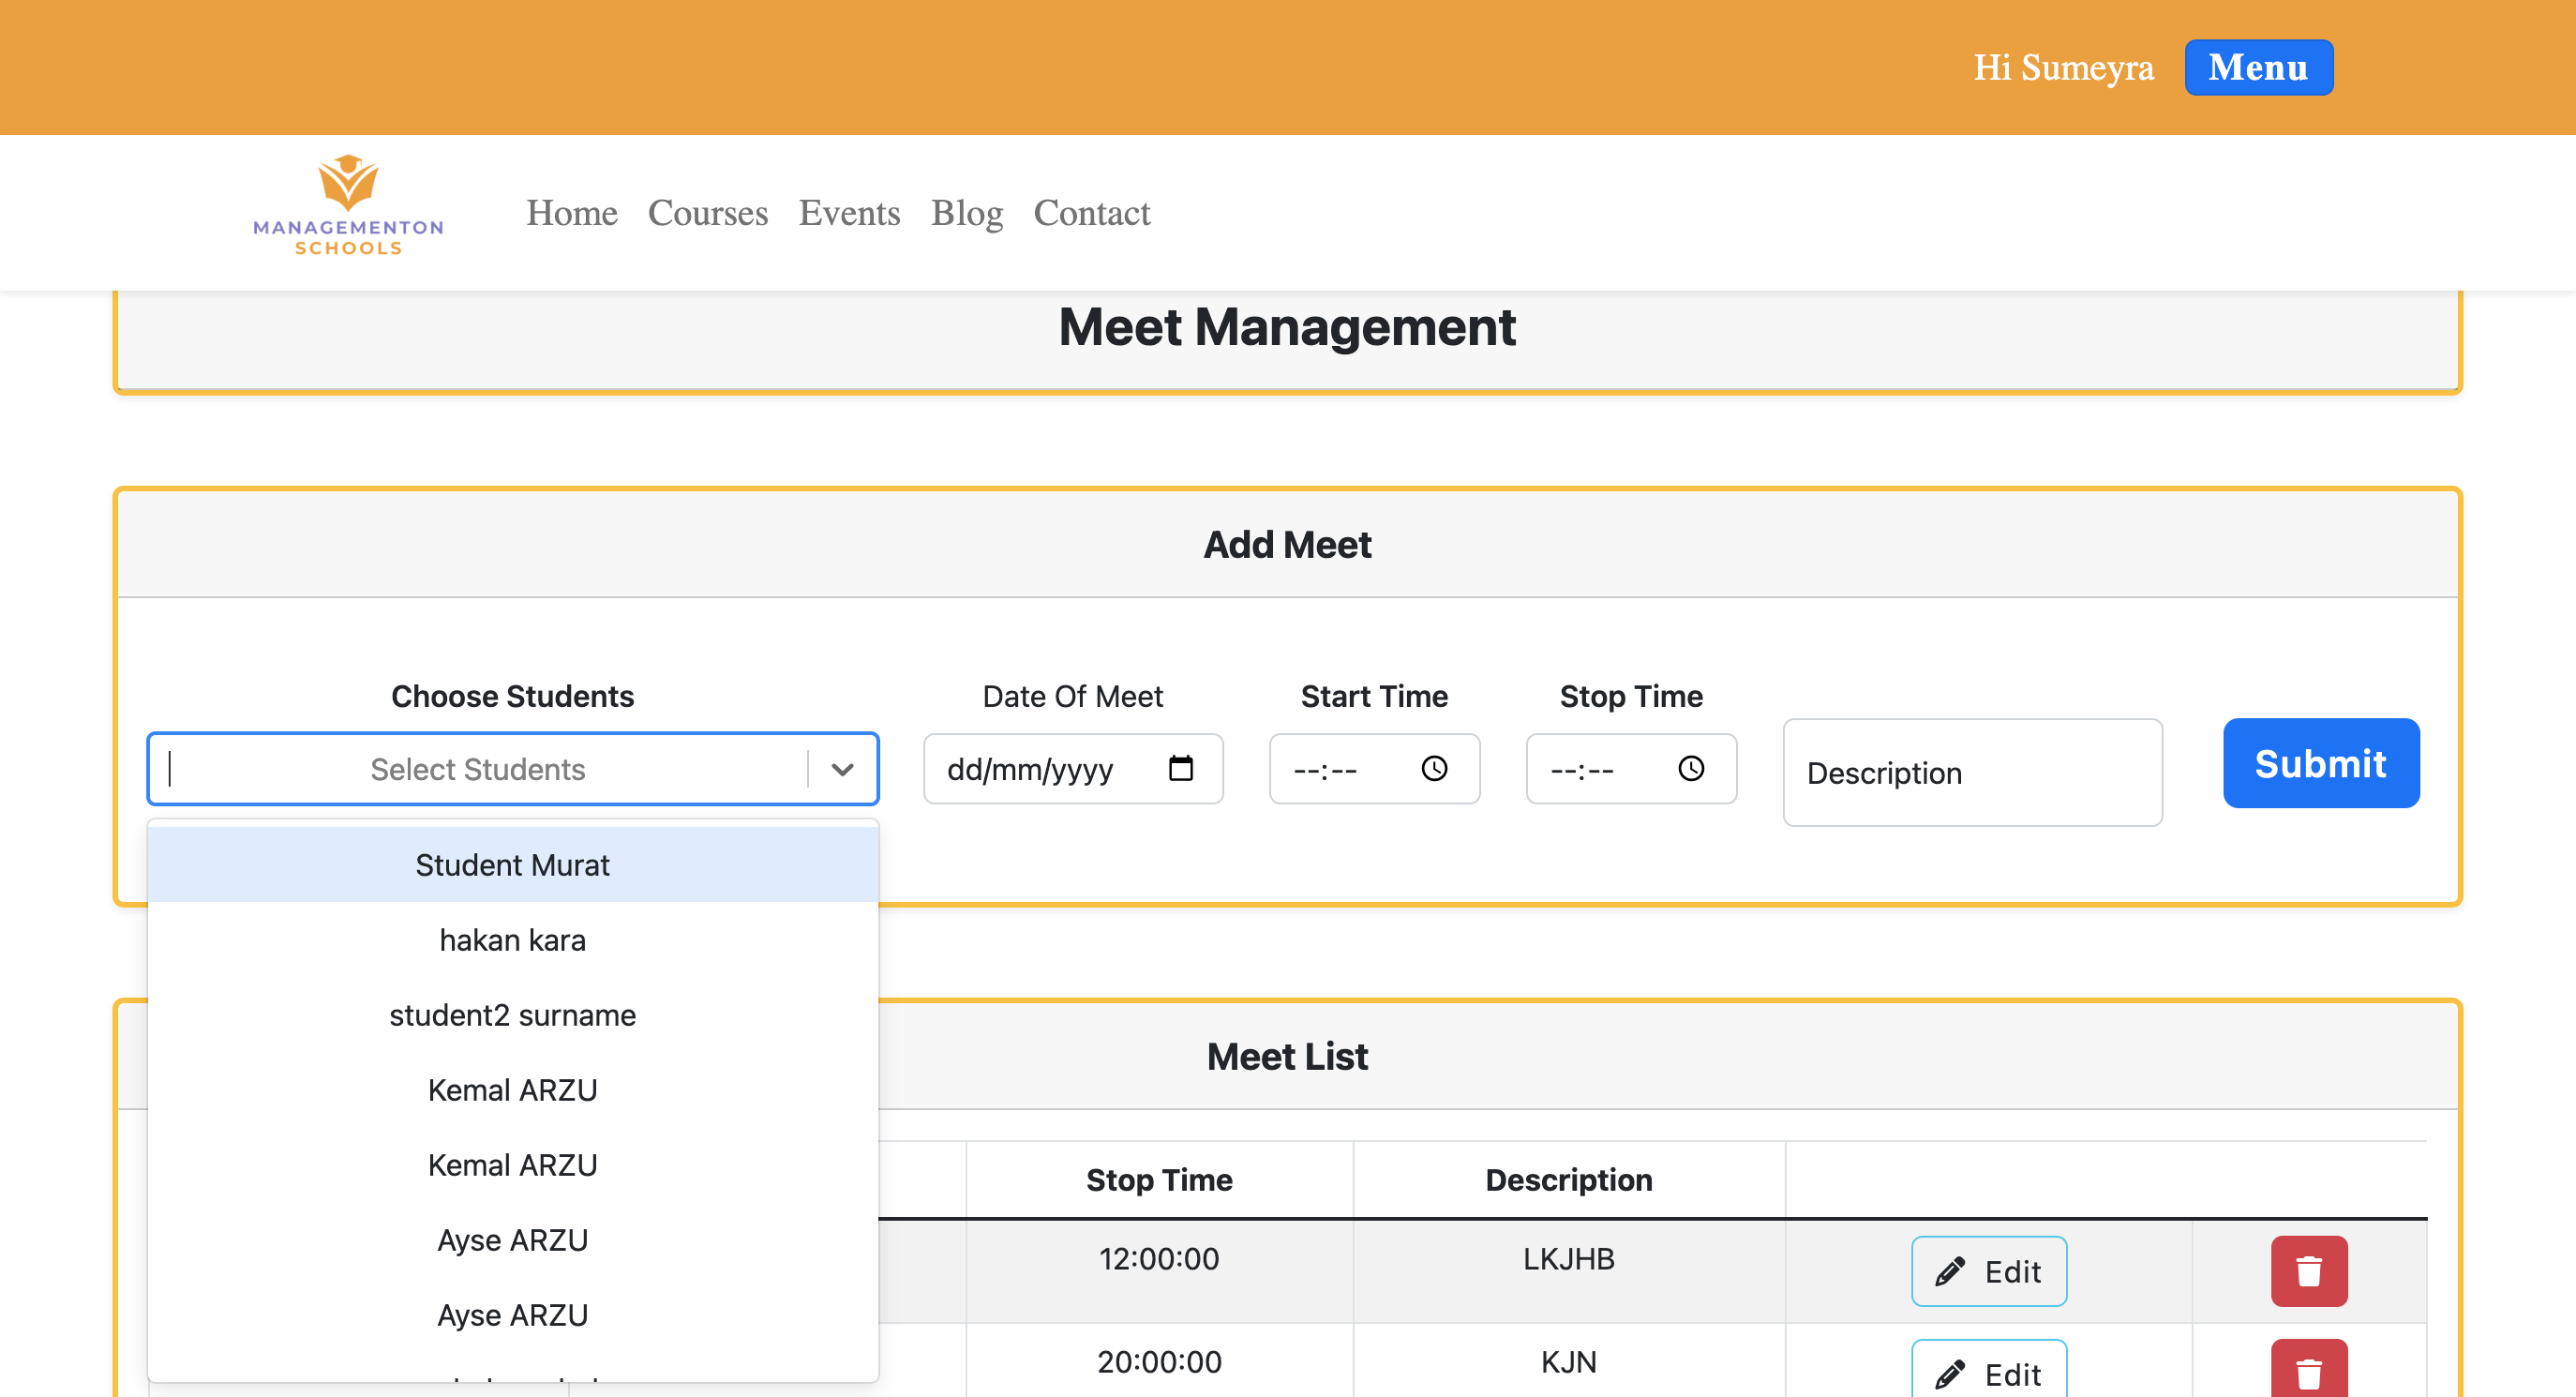 Hi Sumeyra Menu
MANAGEMENTON
SCHOOLS
Home Courses Events Blog Contact
Meet Management
Add Meet
Choose Students Date Of Meet Start Time Stop Time
Select Students dd/mm/yyyy --:-- --:-- Description Submit
Student Murat
hakan kara
student2 surname
Kemal ARZU
Kemal ARZU
Ayse ARZU
Ayse ARZU
Meet List
Stop Time Description
12:00:00 LKJHB Edit
20:00:00 KJN Edit